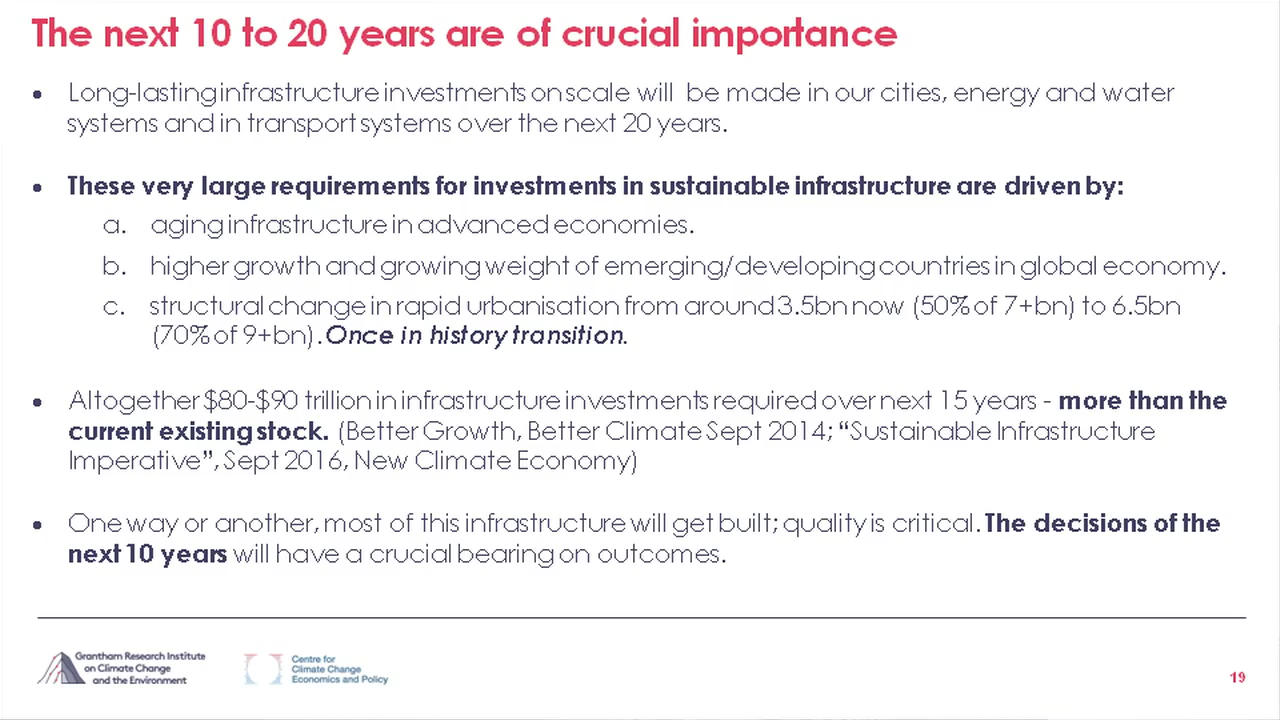 The next 10 to 20 years are of crucial importance
• Long-lasting infrastructure investments on scale will be made in our cities, energy and water
systems and in transport systems over the next 20 years.
• These very large requirements for investments in sustainable infrastructure are driven by:
a. aging infrastructure in advanced economies.
b. higher growth and growing weight of emerging/developing countries in global economy.
c. structural change in rapid urbanisation from around 3.5bn now (50% of 7+bn) to 6.5bn
(70% of 9+bn). Once in history transition.
• Altogether $80-$90 trillion in infrastructure investments required over next 15 years - more than the
current existing stock. (Better Growth, Better Climate Sept 2014; “Sustainable Infrastructure
Imperative”, Sept 2016, New Climate Economy)
• One way or another, most of this infrastructure will get built; quality is critical. The decisions of the
next 10 years will have a crucial bearing on outcomes.
Grantham Research Institute
on Climate Change
and the Environment
Centre for
Climate Change
Economics and Policy
19